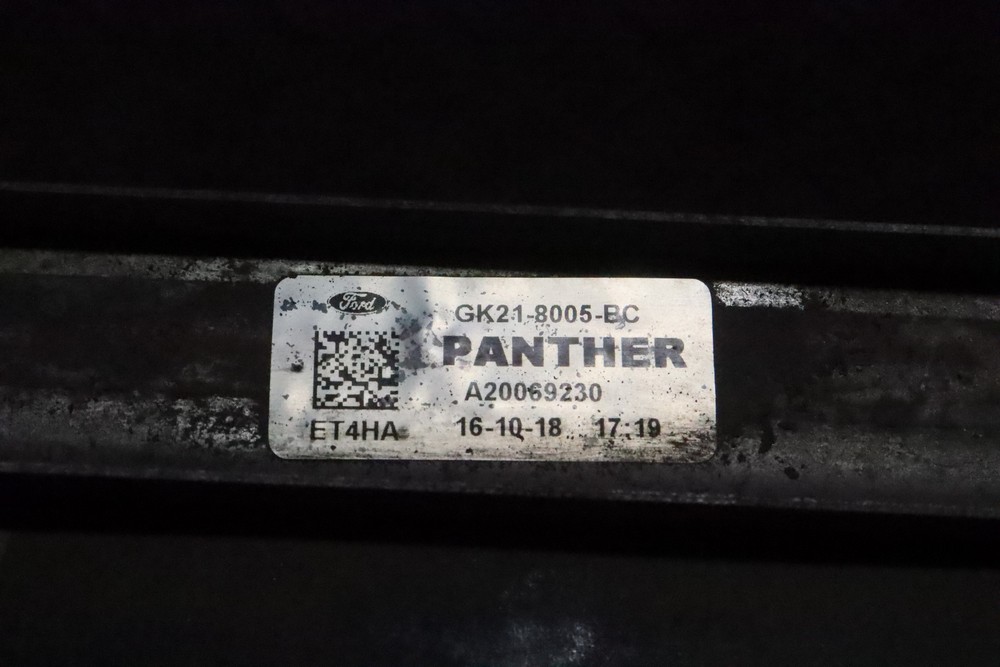 Ford
GK21-8005-BC
PANTHER
A20069230
ET4HA
16-10-18 17:19